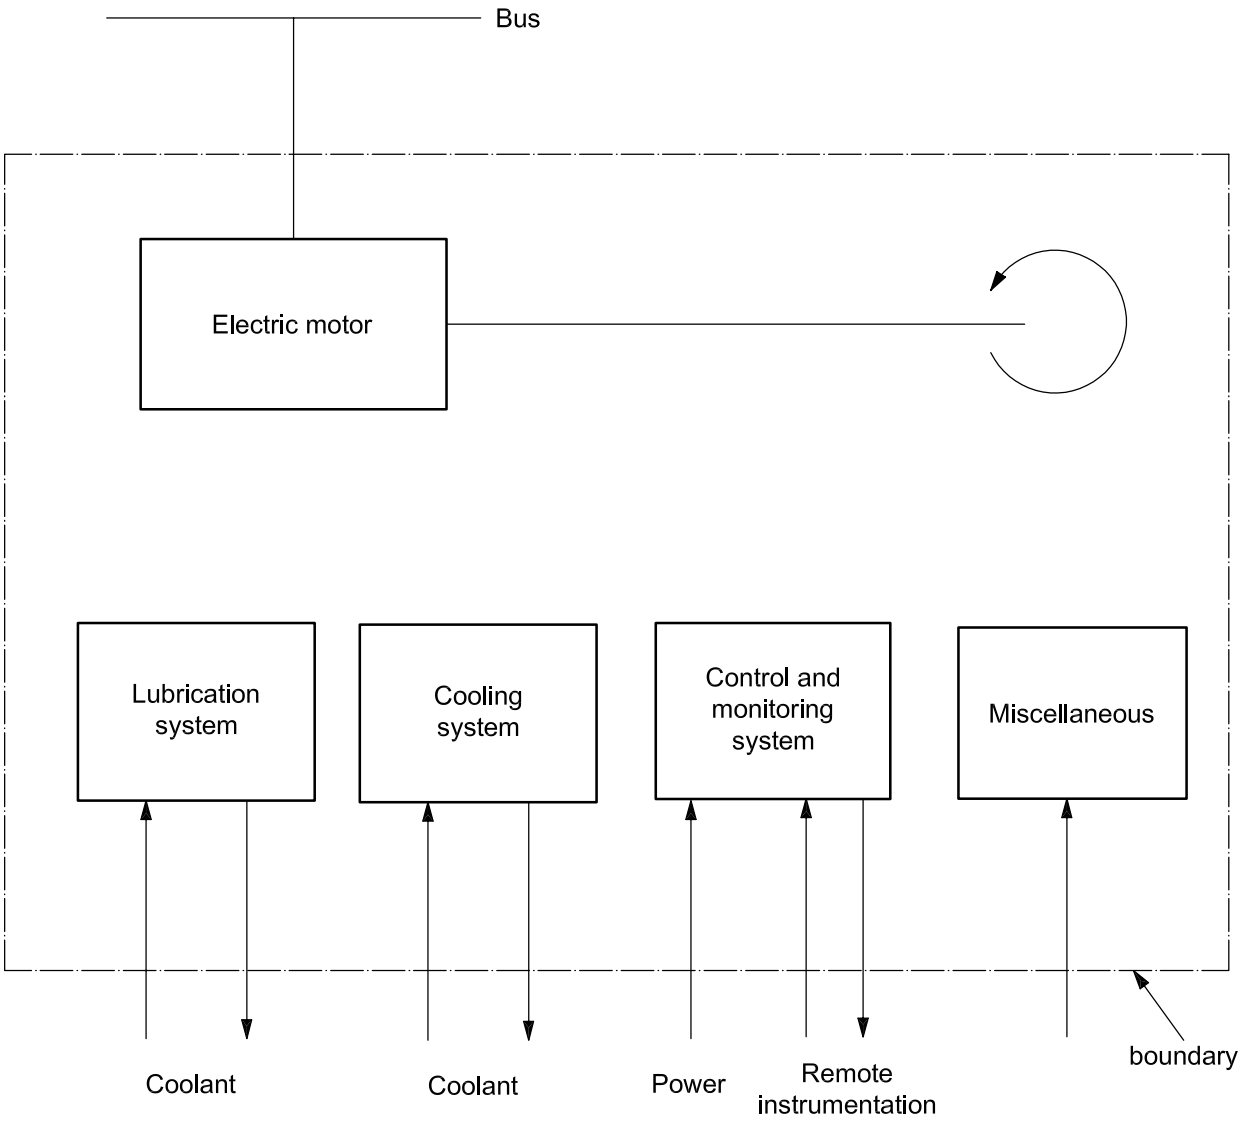 Bus
Electric motor
Lubrication
system
Cooling
system
Control and
monitoring
system
Miscellaneous
boundary
Coolant
Coolant
Power
Remote
instrumentation